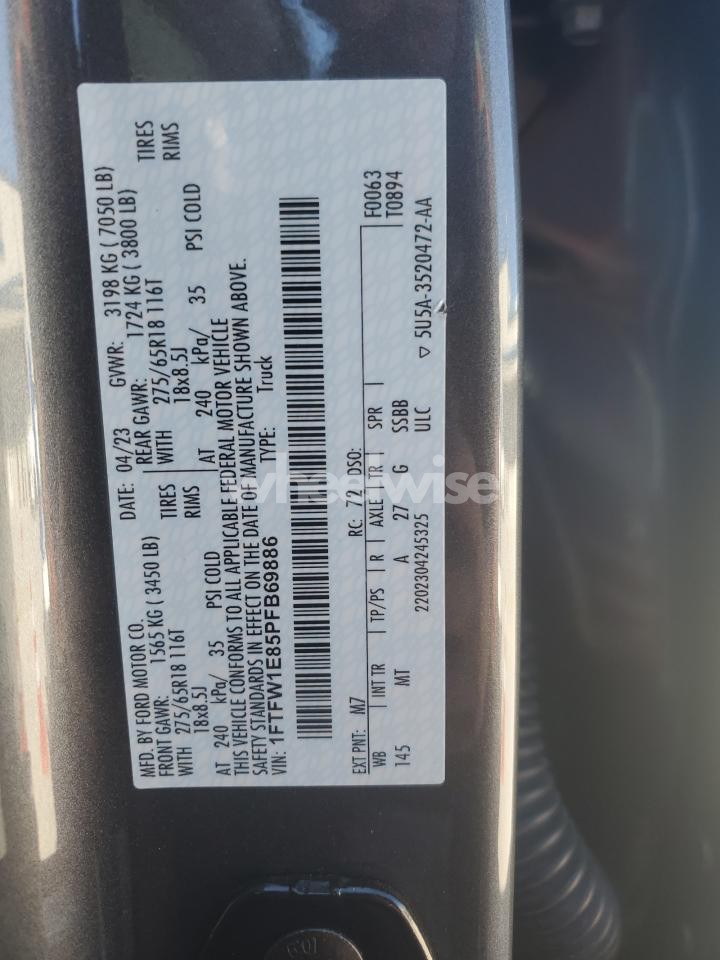 MFD. BY FORD MOTOR CO.
DATE: 04/23 GVWR: 3198 KG ( 7050 LB)
FRONT GAWR: 1565 KG ( 3450 LB) REAR GAWR: 1724 KG ( 3800 LB)
WITH 275/65R18 116T TIRES WITH 275/65R18 116T TIRES
18x8.5J RIMS 18x8.5J RIMS
AT 240 kPa/ 35 PSI COLD AT 240 kPa/ 35 PSI COLD
THIS VEHICLE CONFORMS TO ALL APPLICABLE FEDERAL MOTOR VEHICLE
SAFETY STANDARDS IN EFFECT ON THE DATE OF MANUFACTURE SHOWN ABOVE.
VIN: 1FTFW1E85PFB69886 TYPE: Truck
EXT PNT: M7 RC: 72 DSO: F0063
WB INT TR TP/PS R AXLE TR SPR T0894
145 MT A 27 G SSBB
2202304245325 ULC ▽ 5U5A-3520472-AA
wheelwise